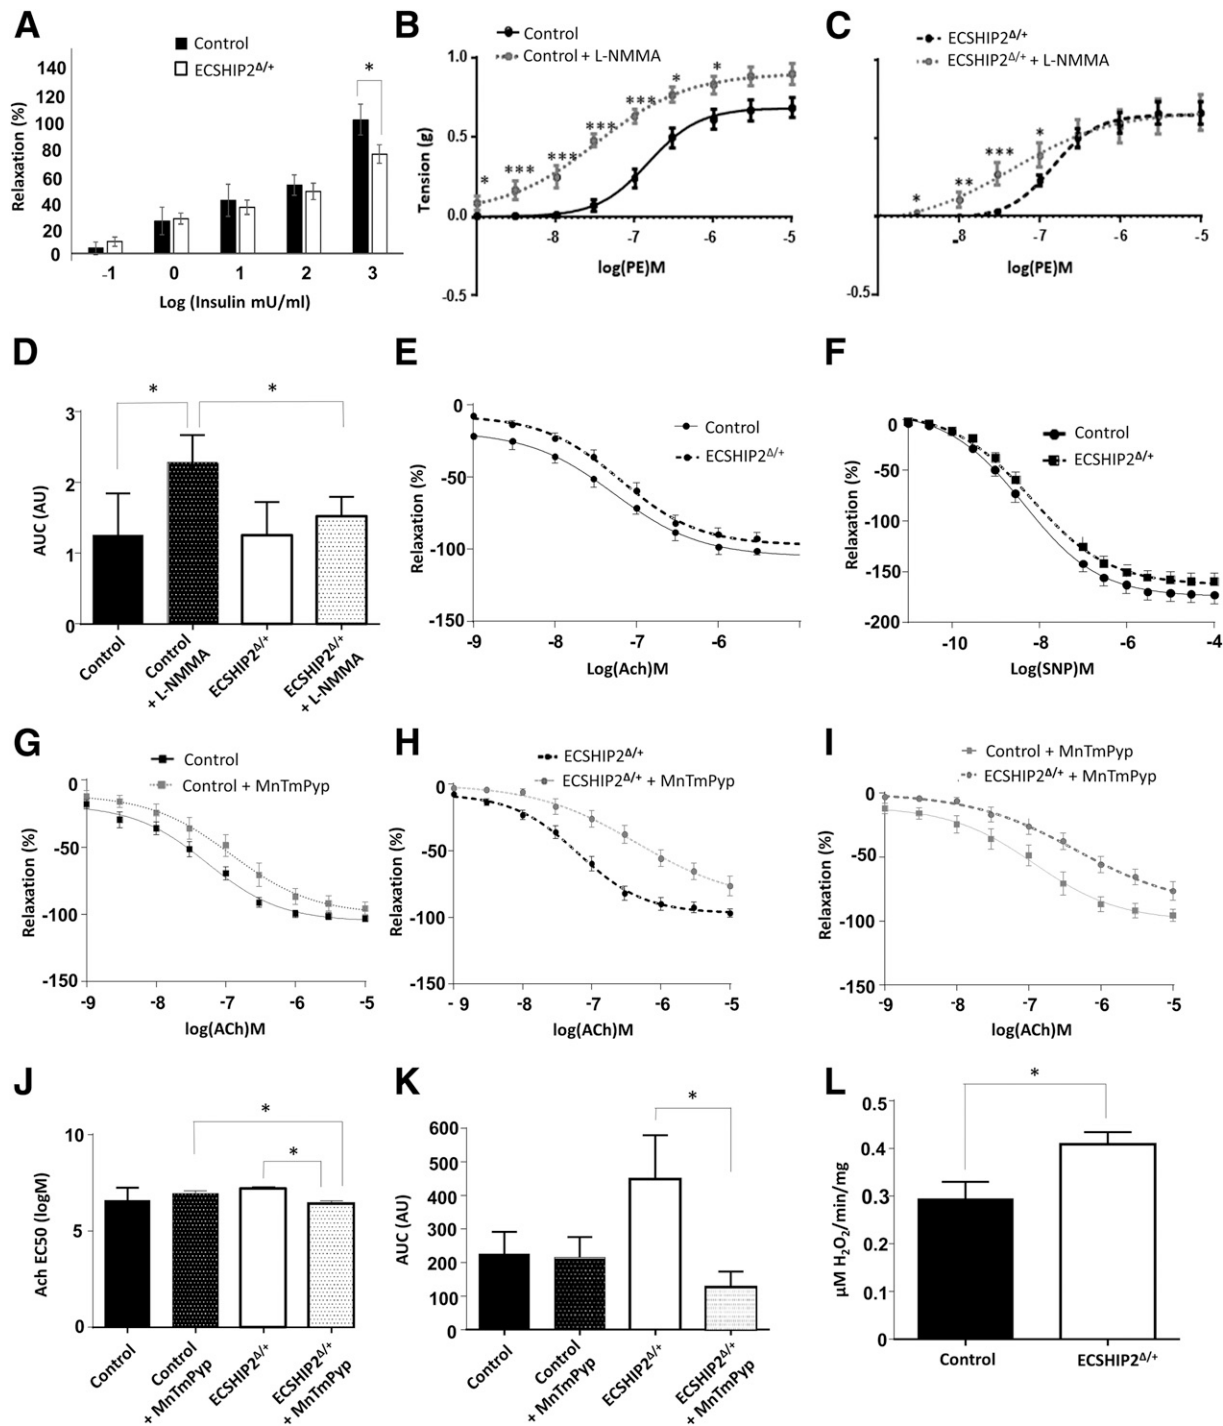 A
Control
ECSHIP2Δ/+
Relaxation (%)
140
120
100
80
60
40
20
0
*
-1 0 1 2 3
Log (Insulin mU/ml)
B
Control
Control + L-NMMA
Tension (g)
1.0
0.5
0.0
-0.5
* *** *** *** *** * *
-8 -7 -6 -5
log(PE)M
C
ECSHIP2Δ/+
ECSHIP2Δ/+ + L-NMMA
-0.5
* ** *** *
-8 -7 -6 -5
log(PE)M
D
AUC (AU)
3
2
1
0
* *
Control
Control
+ L-NMMA
ECSHIP2Δ/+
ECSHIP2Δ/+
+ L-NMMA
E
Control
ECSHIP2Δ/+
Relaxation (%)
0
-50
-100
-150
-9 -8 -7 -6
Log(Ach)M
F
Control
ECSHIP2Δ/+
Relaxation (%)
0
-50
-100
-150
-200
-10 -8 -6 -4
Log(SNP)M
G
Control
Control + MnTmPyp
Relaxation (%)
0
-50
-100
-150
-9 -8 -7 -6 -5
log(ACh)M
H
ECSHIP2Δ/+
ECSHIP2Δ/+ + MnTmPyp
Relaxation (%)
0
-50
-100
-150
-9 -8 -7 -6 -5
log(ACh)M
I
Control + MnTmPyp
ECSHIP2Δ/+ + MnTmPyp
Relaxation (%)
0
-50
-100
-150
-9 -8 -7 -6 -5
log(ACh)M
J
Ach EC50 (logM)
10
5
0
*
*
Control
Control
+ MnTmPyp
ECSHIP2Δ/+
ECSHIP2Δ/+
+ MnTmPyp
K
AUC (AU)
600
500
400
300
200
100
0
*
Control
Control
+ MnTmPyp
ECSHIP2Δ/+
ECSHIP2Δ/+
+ MnTmPyp
L
µM H₂O₂/min/mg
0.5
0.4
0.3
0.2
0.1
0
*
Control
ECSHIP2Δ/+